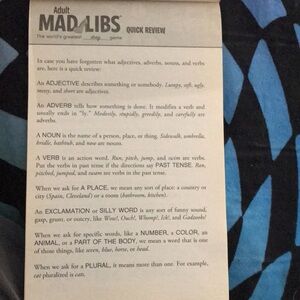 Adult
MAD LIBS QUICK REVIEW
The world's greatest drug game
In case you have forgotten what adjectives, adverbs, nouns, and verbs
are, here is a quick review:
An ADJECTIVE describes something or somebody. Lumpy, soft, ugly,
messy, and short are adjectives.
An ADVERB tells how something is done. It modifies a verb and
usually ends in "ly." Modestly, stupidly, greedily, and carefully are
adverbs.
A NOUN is the name of a person, place, or thing. Sidewalk, umbrella,
bridle, bathtub, and nose are nouns.
A VERB is an action word. Run, pitch, jump, and swim are verbs. Put
the verbs in past tense if the directions say PAST TENSE. Ran,
pitched, jumped, and swam are verbs in the past tense.
When we ask for A PLACE, we mean any sort of place: a country or
city (Spain, Cleveland) or a room (bathroom, kitchen).
An EXCLAMATION or SILLY WORD is any sort of funny sound,
gasp, grunt, or outcry, like Wow!, Ouch!, Whomp!, Ick!, and Gadzooks!
When we ask for specific words, like a NUMBER, a COLOR, an
ANIMAL, or a PART OF THE BODY, we mean a word that is one
of those things, like seven, blue, horse, or head.
When we ask for a PLURAL, it means more than one. For example,
cat pluralized is cats.